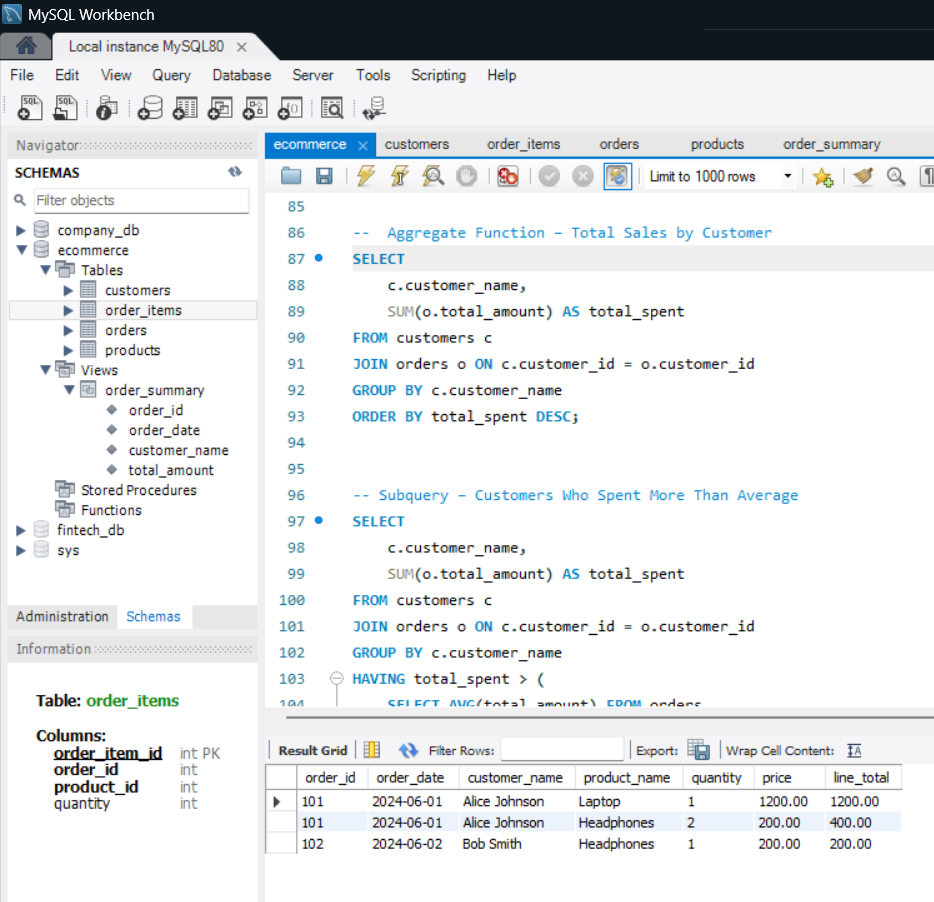 MySQL Workbench
Local instance MySQL80
File Edit View Query Database Server Tools Scripting Help
SQL SQL
Navigator
SCHEMAS
Filter objects
company_db
ecommerce
Tables
customers
order_items
orders
products
Views
order_summary
order_id
order_date
customer_name
total_amount
Stored Procedures
Functions
fintech_db
sys
Administration Schemas
Information
Table: order_items
Columns:
order_item_id int PK
order_id int
product_id int
quantity int
ecommerce customers order_items orders products order_summary
Limit to 1000 rows
85
86 -- Aggregate Function – Total Sales by Customer
87 SELECT
88 c.customer_name,
89 SUM(o.total_amount) AS total_spent
90 FROM customers c
91 JOIN orders o ON c.customer_id = o.customer_id
92 GROUP BY c.customer_name
93 ORDER BY total_spent DESC;
94
95
96 -- Subquery – Customers Who Spent More Than Average
97 SELECT
98 c.customer_name,
99 SUM(o.total_amount) AS total_spent
100 FROM customers c
101 JOIN orders o ON c.customer_id = o.customer_id
102 GROUP BY c.customer_name
103 HAVING total_spent > (
104 SELECT AVG(total_amount) FROM orders
Result Grid Filter Rows: Export: Wrap Cell Content: IA
order_id order_date customer_name product_name quantity price line_total
101 2024-06-01 Alice Johnson Laptop 1 1200.00 1200.00
101 2024-06-01 Alice Johnson Headphones 2 200.00 400.00
102 2024-06-02 Bob Smith Headphones 1 200.00 200.00